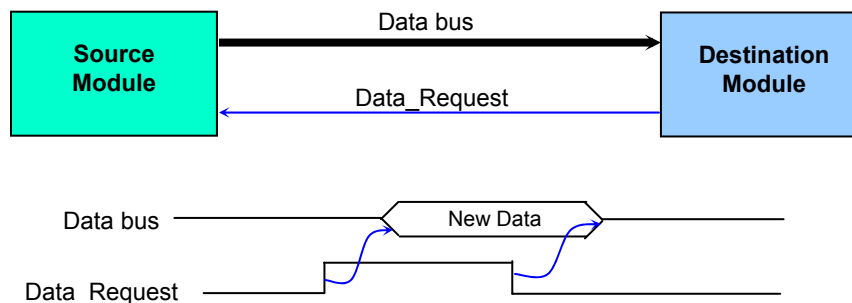 Data bus
Source
Module
Destination
Module
Data_Request
Data bus
New Data
Data_Request